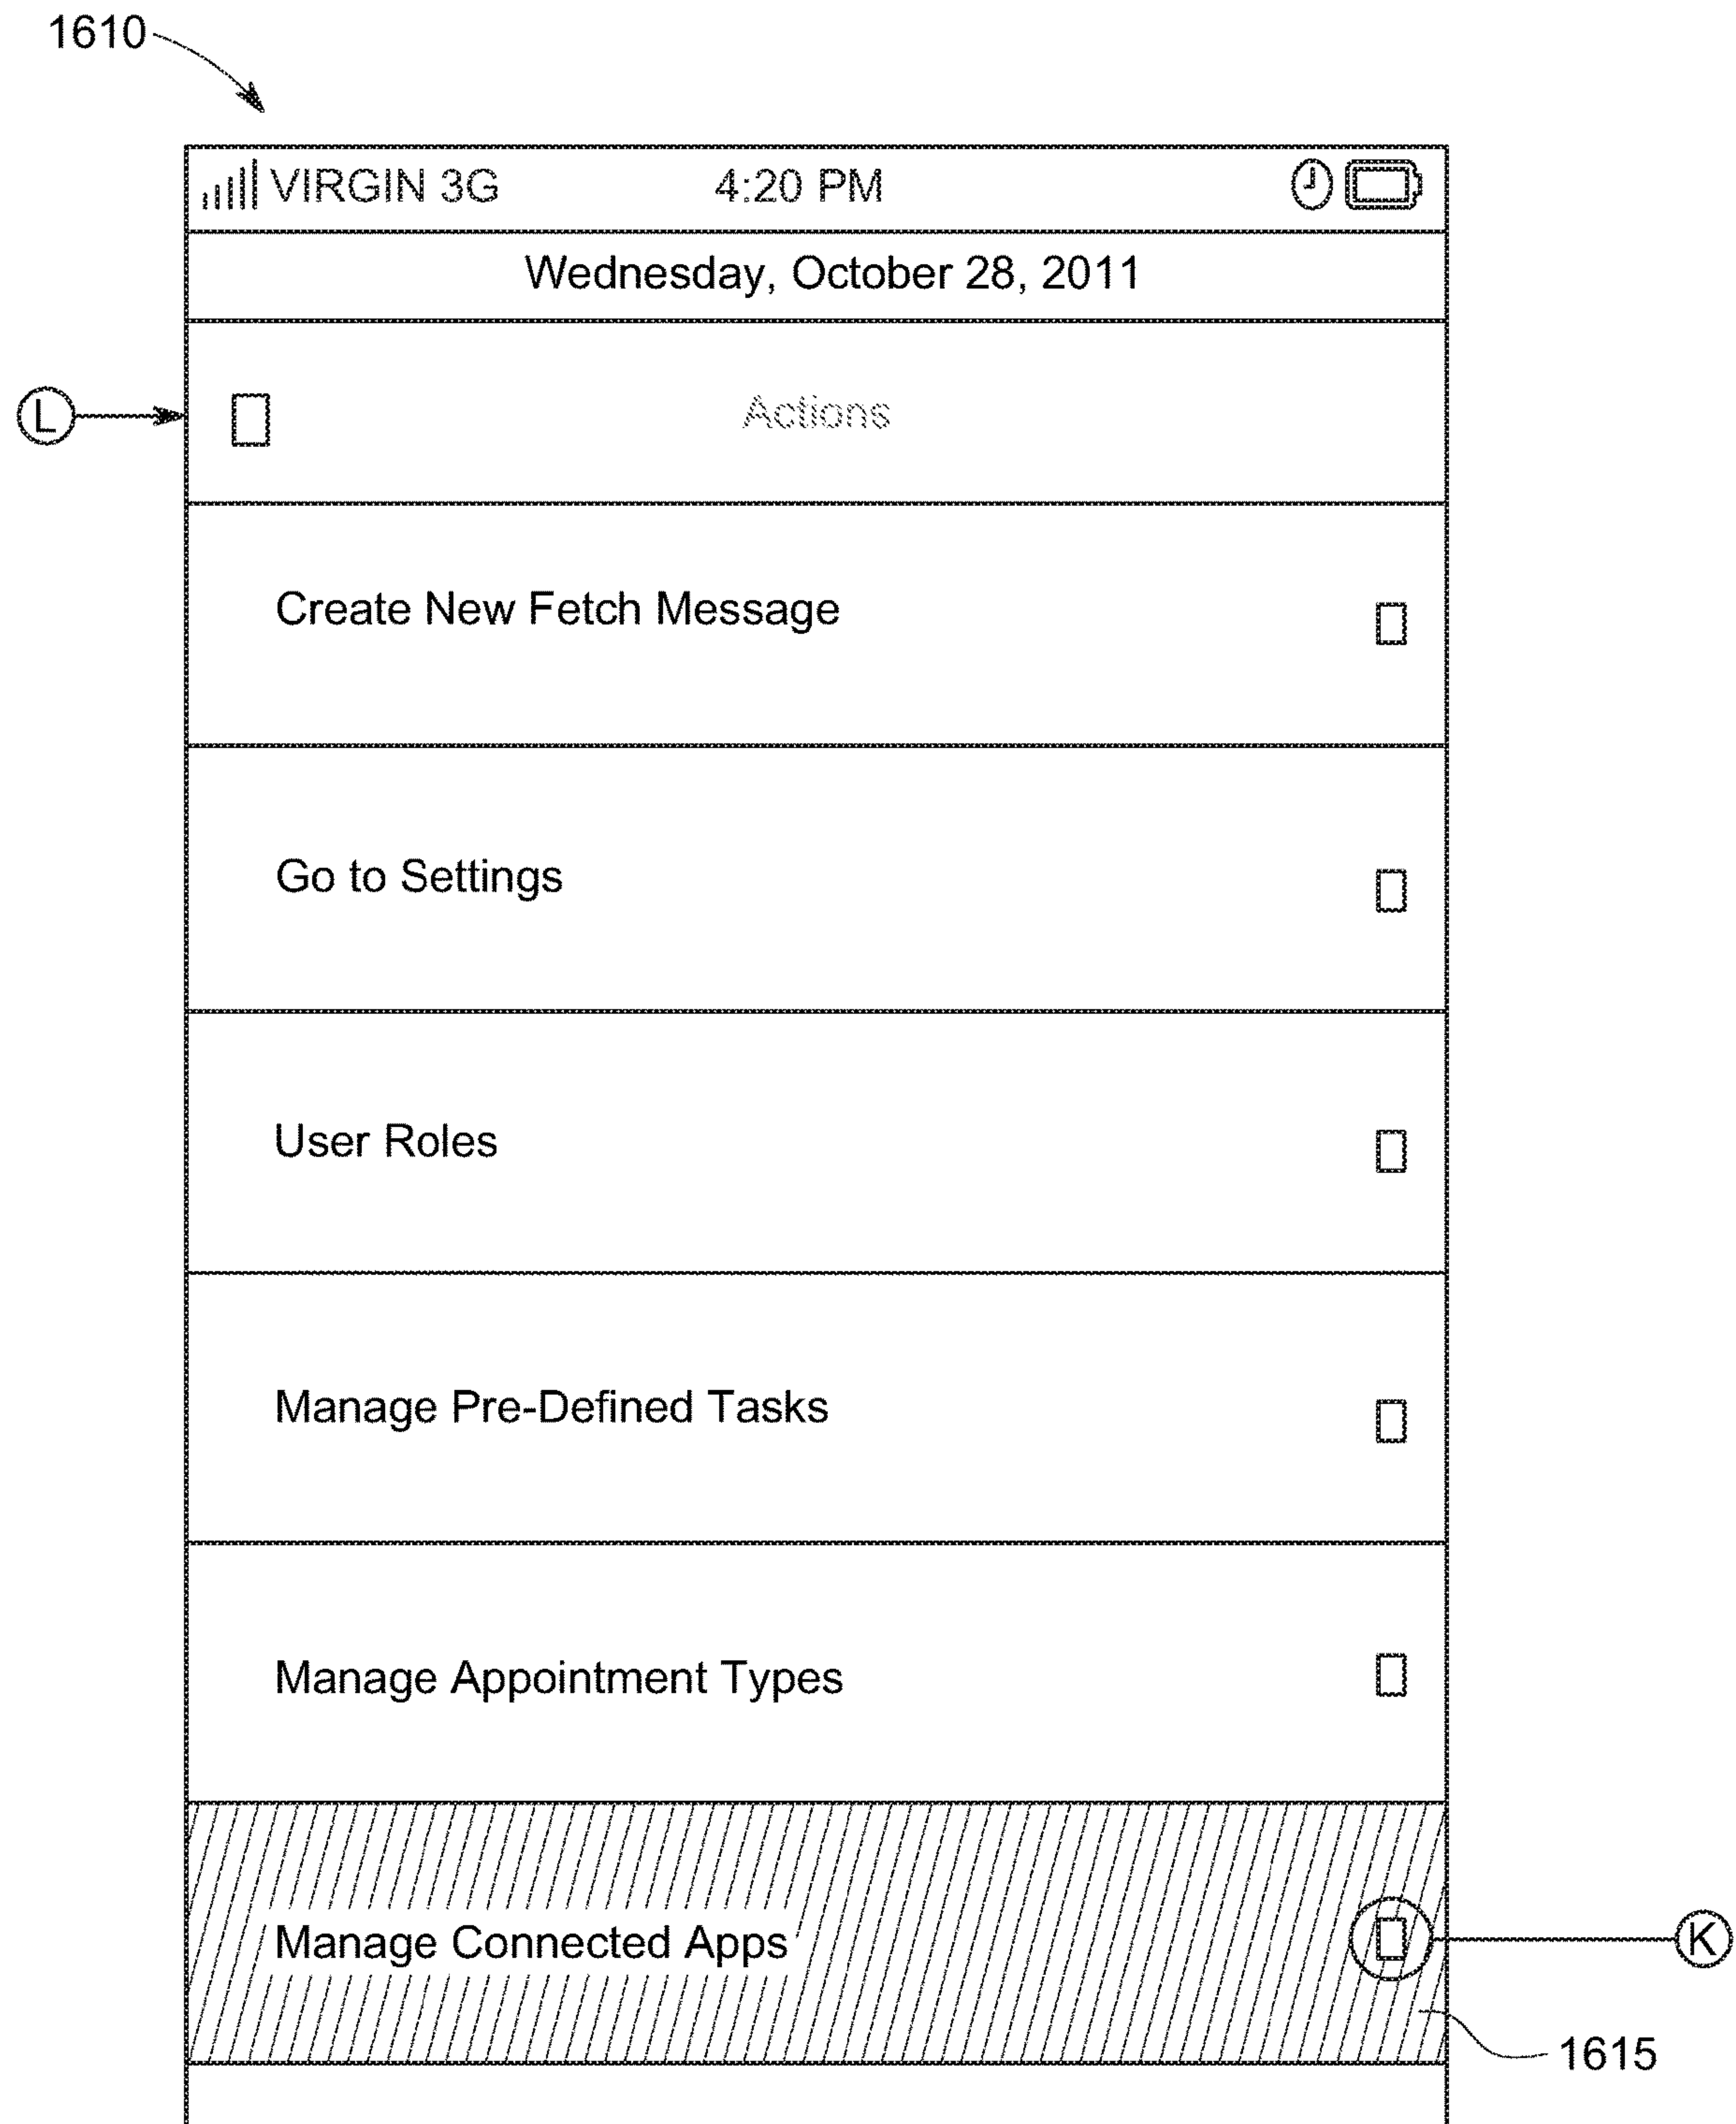 1610
VIRGIN 3G 4:20 PM
Wednesday, October 28, 2011
L
Actions
Create New Fetch Message
Go to Settings
User Roles
Manage Pre-Defined Tasks
Manage Appointment Types
Manage Connected Apps
K
1615